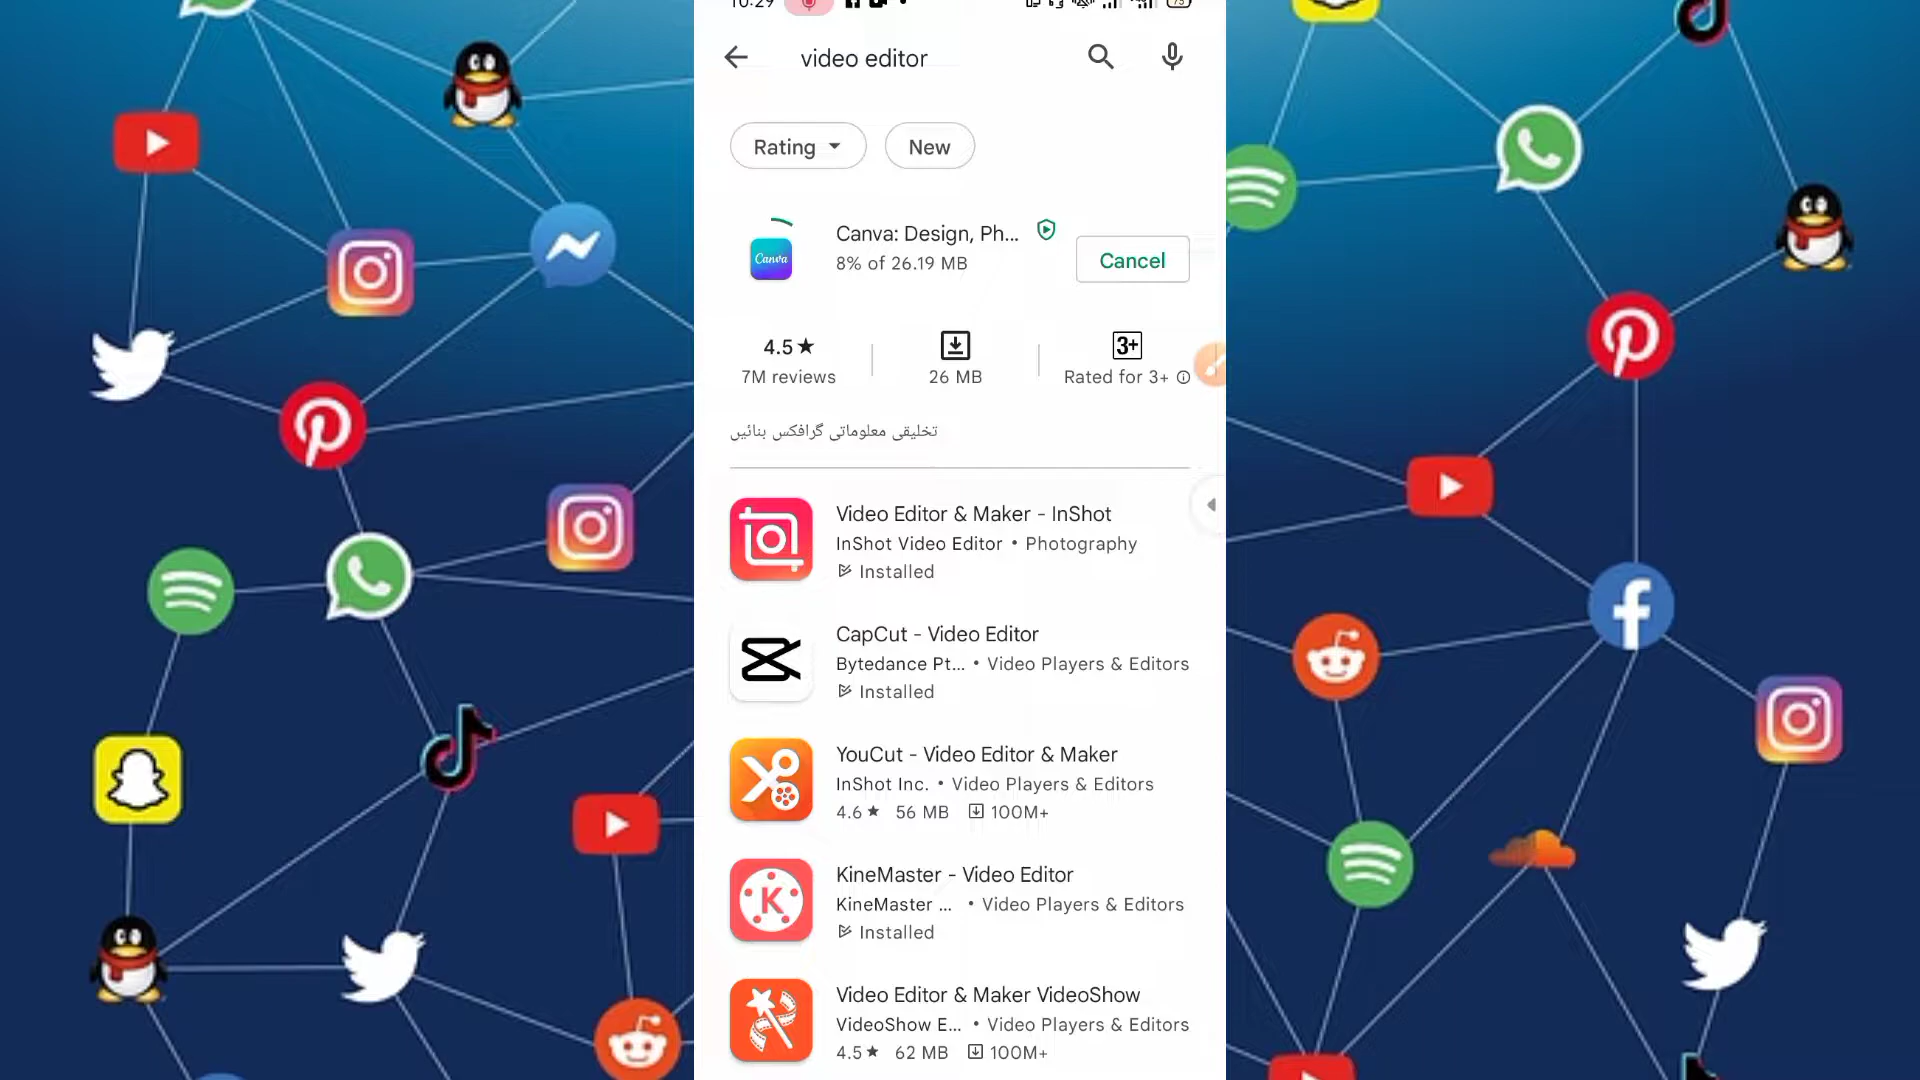 10:29
video editor
Rating
New
Canva: Design, Ph...
8% of 26.19 MB
Cancel
Canva
4.5★
7M reviews
26 MB
3+
Rated for 3+
تخلیقی معلوماتی گرافکس بنائیں
Video Editor & Maker - InShot
InShot Video Editor • Photography
Installed
CapCut - Video Editor
Bytedance Pt... • Video Players & Editors
Installed
YouCut - Video Editor & Maker
InShot Inc. • Video Players & Editors
4.6★ 56 MB 100M+
KineMaster - Video Editor
KineMaster ... • Video Players & Editors
Installed
K
Video Editor & Maker VideoShow
VideoShow E... • Video Players & Editors
4.5★ 62 MB 100M+